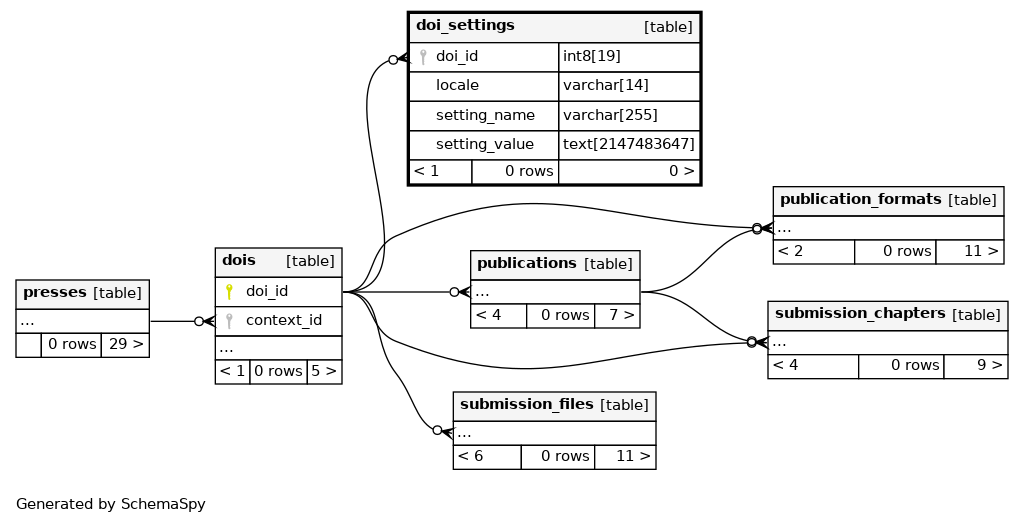 doi_settings [table]
doi_id int8[19]
locale varchar[14]
setting_name varchar[255]
setting_value text[2147483647]
< 1 0 rows 0 >
publication_formats [table]
...
< 2 0 rows 11 >
dois [table]
doi_id
context_id
...
< 1 0 rows 5 >
publications [table]
...
< 4 0 rows 7 >
presses [table]
...
0 rows 29 >
submission_chapters [table]
...
< 4 0 rows 9 >
submission_files [table]
...
< 6 0 rows 11 >
Generated by SchemaSpy